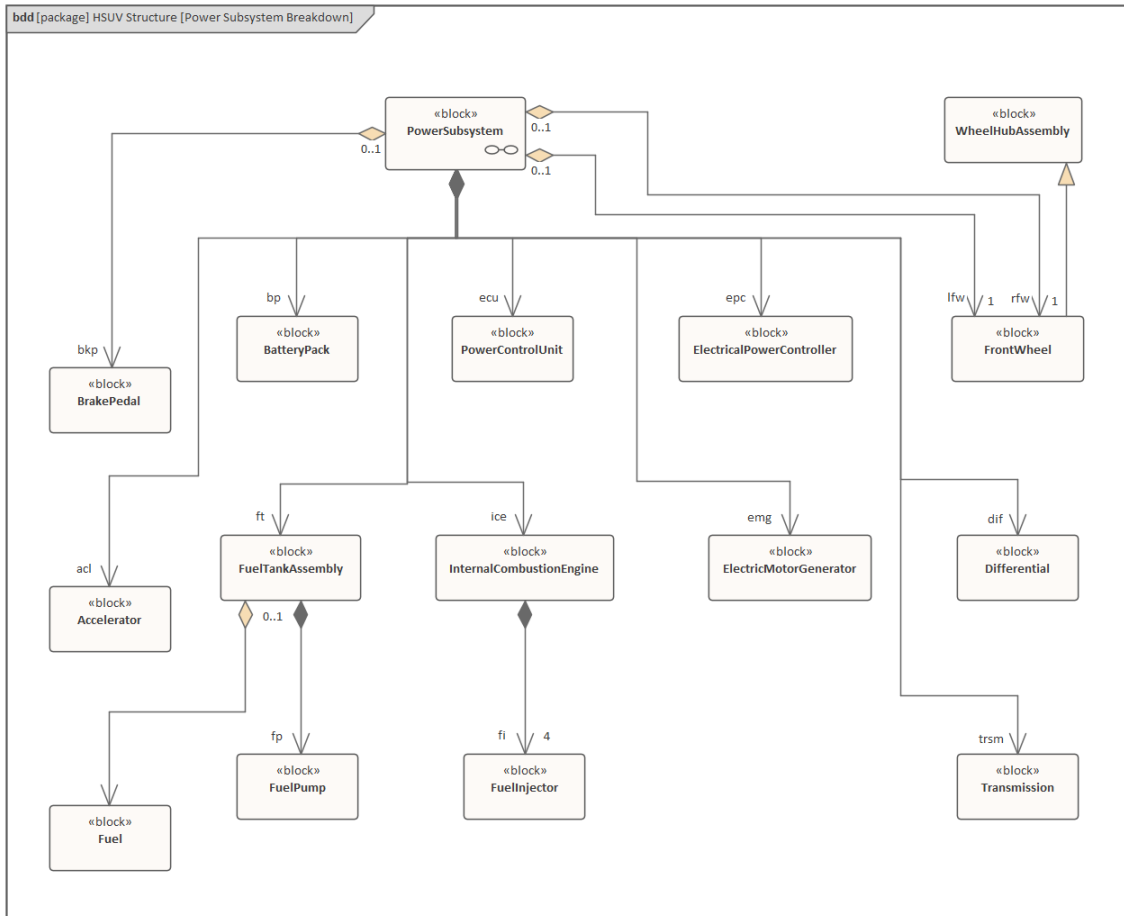 bdd [package] HSUV Structure [Power Subsystem Breakdown]
«block»
PowerSubsystem
0..1
0..1
0..1
«block»
WheelHubAssembly
bkp
«block»
BrakePedal
bp
«block»
BatteryPack
ecu
«block»
PowerControlUnit
epc
«block»
ElectricalPowerController
lfw
1
rfw
1
«block»
FrontWheel
acl
«block»
Accelerator
ft
«block»
FuelTankAssembly
0..1
ice
«block»
InternalCombustionEngine
emg
«block»
ElectricMotorGenerator
dif
«block»
Differential
«block»
Fuel
fp
«block»
FuelPump
fi
4
«block»
FuelInjector
trsm
«block»
Transmission